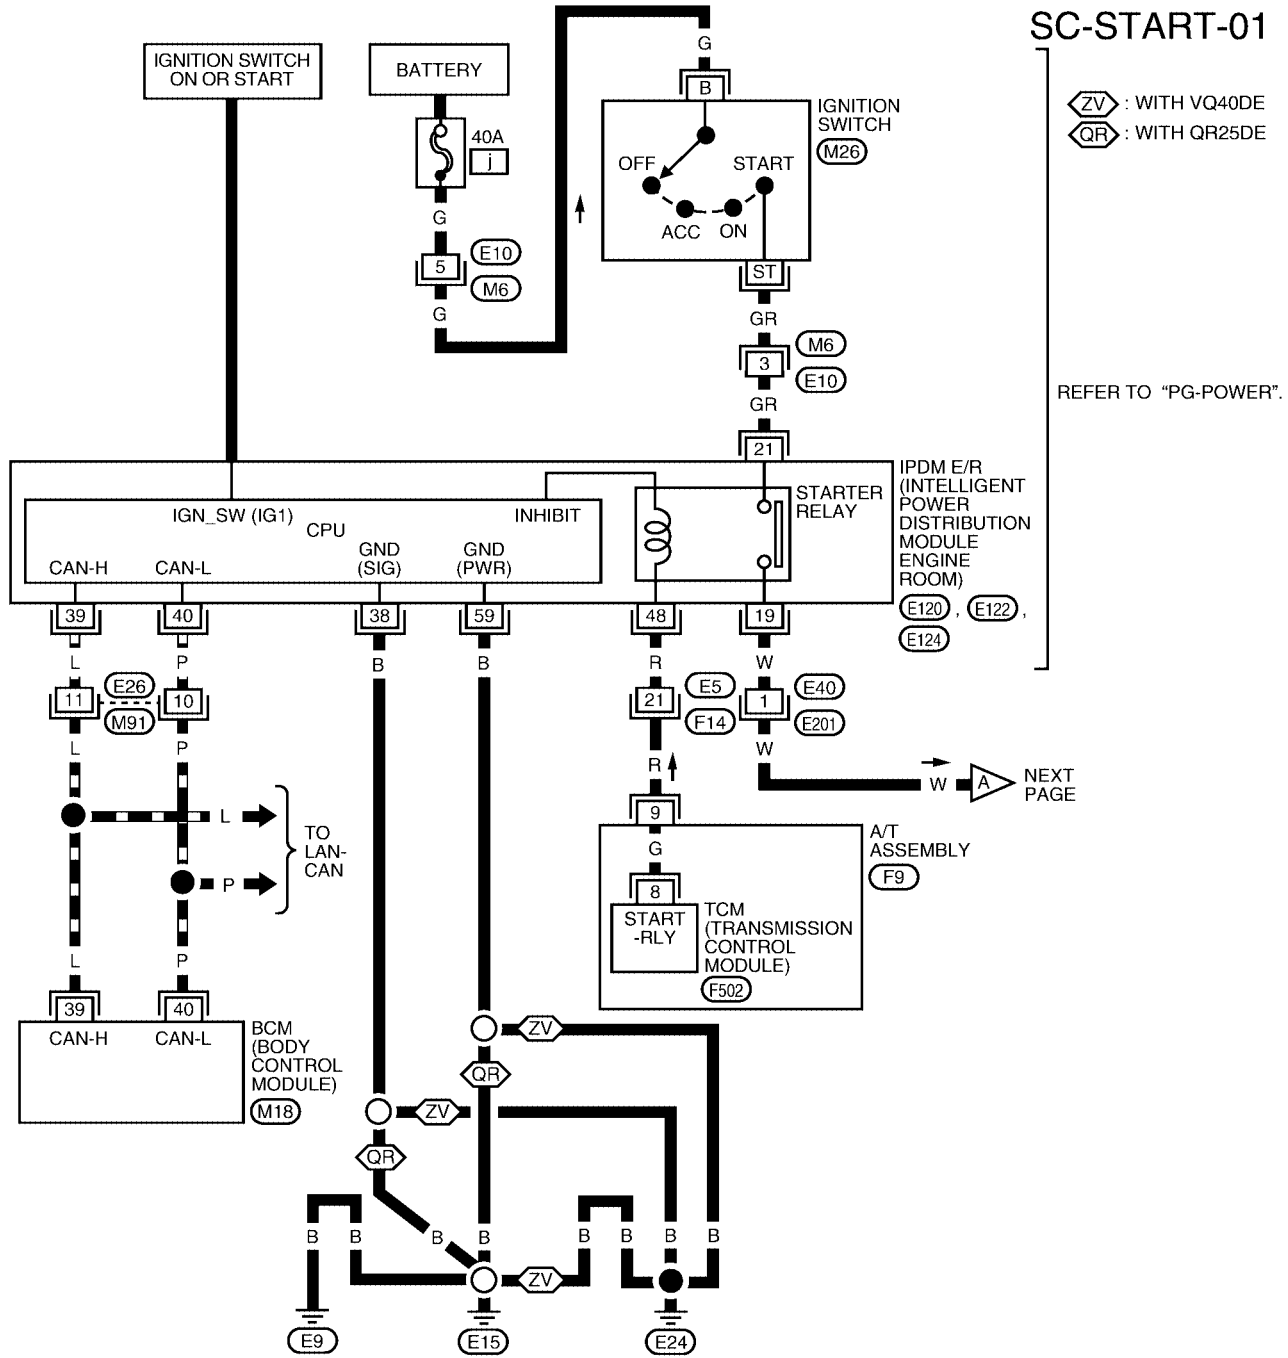 SC-START-01
IGNITION SWITCH
ON OR START
BATTERY
40A
j
G
5
E10
M6
G
G
B
IGNITION
SWITCH
M26
OFF
START
ACC
ON
ST
GR
3
M6
E10
GR
21
ZV : WITH VQ40DE
QR : WITH QR25DE
REFER TO "PG-POWER".
IPDM E/R
(INTELLIGENT
POWER
DISTRIBUTION
MODULE
ENGINE
ROOM)
E120 , E122 ,
E124
STARTER
RELAY
IGN_SW (IG1)
CPU
INHIBIT
CAN-H
CAN-L
GND
(SIG)
GND
(PWR)
39
40
38
59
48
19
L
P
B
B
R
W
11
E26
M91
10
21
E5
F14
1
E40
E201
L
P
R
W
W
A
NEXT
PAGE
L
P
TO
LAN-
CAN
9
G
8
START
-RLY
A/T
ASSEMBLY
F9
TCM
(TRANSMISSION
CONTROL
MODULE)
F502
L
P
39
40
CAN-H
CAN-L
BCM
(BODY
CONTROL
MODULE)
M18
ZV
QR
ZV
QR
B
B
B
B
B
B
B
B
ZV
E9
E15
E24